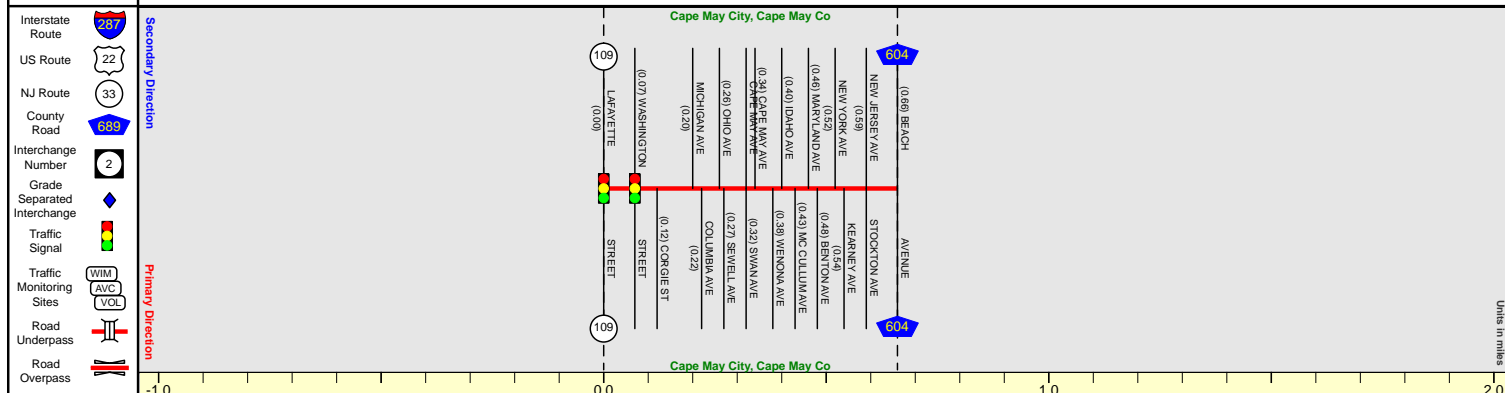 Interstate
Route
287
US Route
22
NJ Route
33
County
Road
689
Interchange
Number
2
Grade
Separated
Interchange
Traffic
Signal
Traffic
Monitoring
Sites
WIM
AVC
VOL
Road
Underpass
Road
Overpass
Secondary Direction
Primary Direction
Cape May City, Cape May Co
109
604
LAFAYETTE
(0.00)
(0.07) WASHINGTON
MICHIGAN AVE
(0.20)
(0.26) OHIO AVE
CAPE MAY AVE
(0.34) CAPE MAY AVE
(0.40) IDAHO AVE
(0.46) MARYLAND AVE
(0.52)
NEW YORK AVE
(0.59)
NEW JERSEY AVE
(0.66) BEACH
STREET
STREET
(0.12) CORGIE ST
COLUMBIA AVE
(0.22)
(0.27) SEWELL AVE
(0.32) SWAN AVE
(0.38) WENONA AVE
(0.43) MC CULLUM AVE
(0.48) BENTON AVE
(0.54)
KEARNEY AVE
STOCKTON AVE
AVENUE
109
604
Cape May City, Cape May Co
Units in miles
-1.0
0.0
1.0
2.0